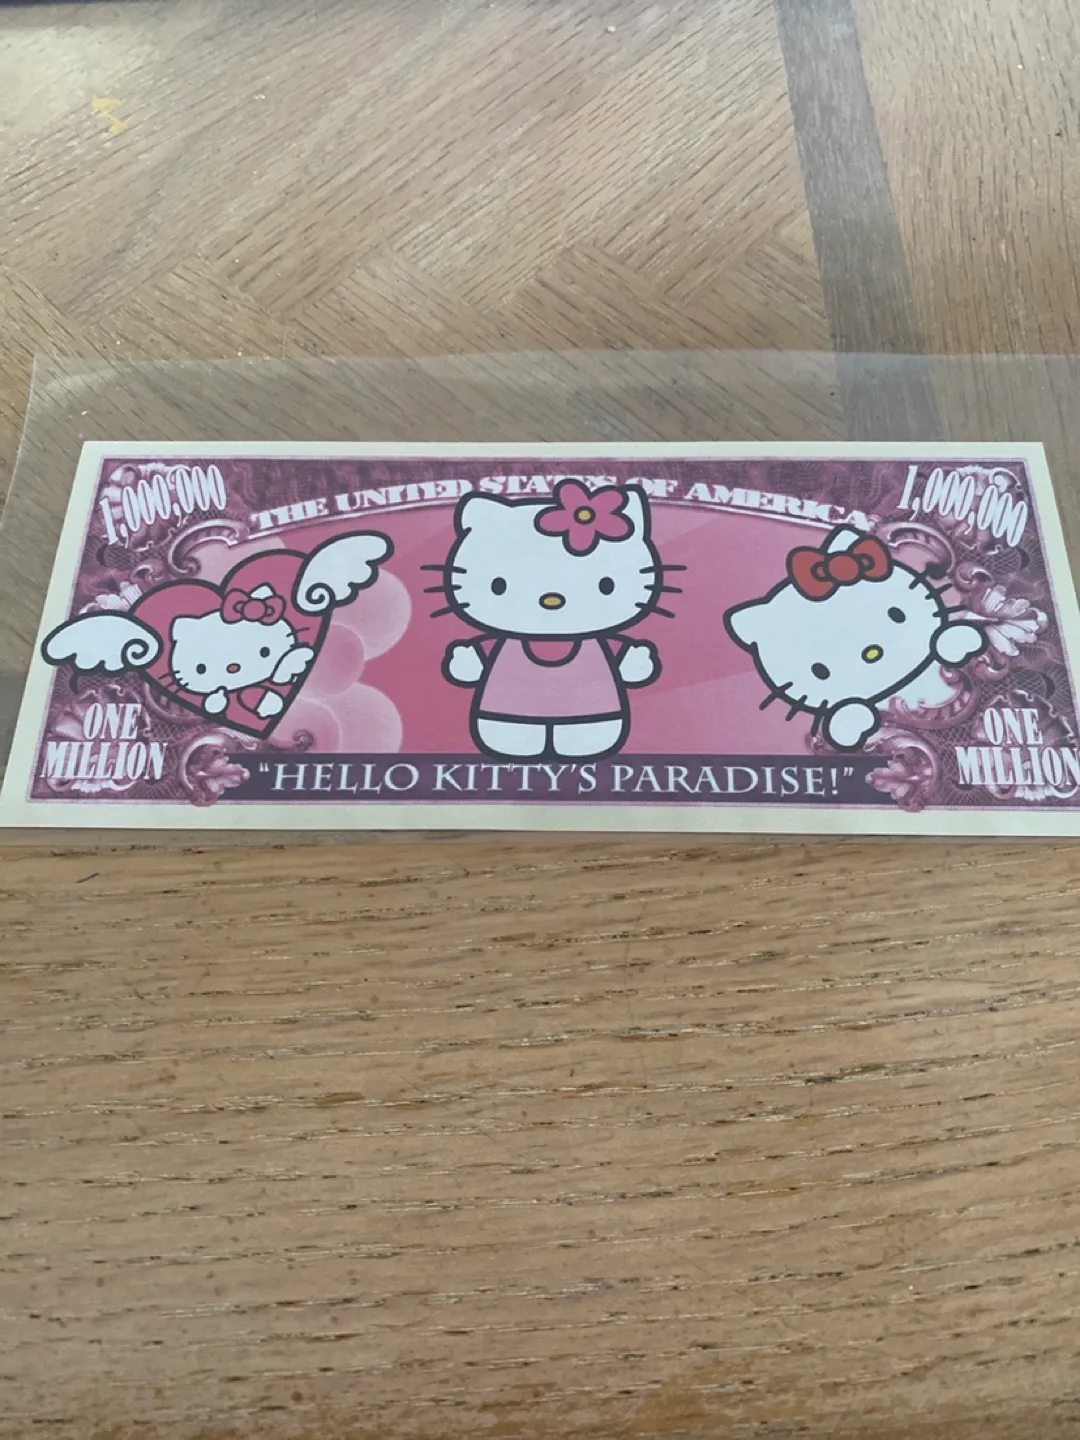 1,000,000
THE UNITED STATES OF AMERICA
1,000,000
ONE
MILLION
"HELLO KITTY'S PARADISE!"
ONE
MILLION